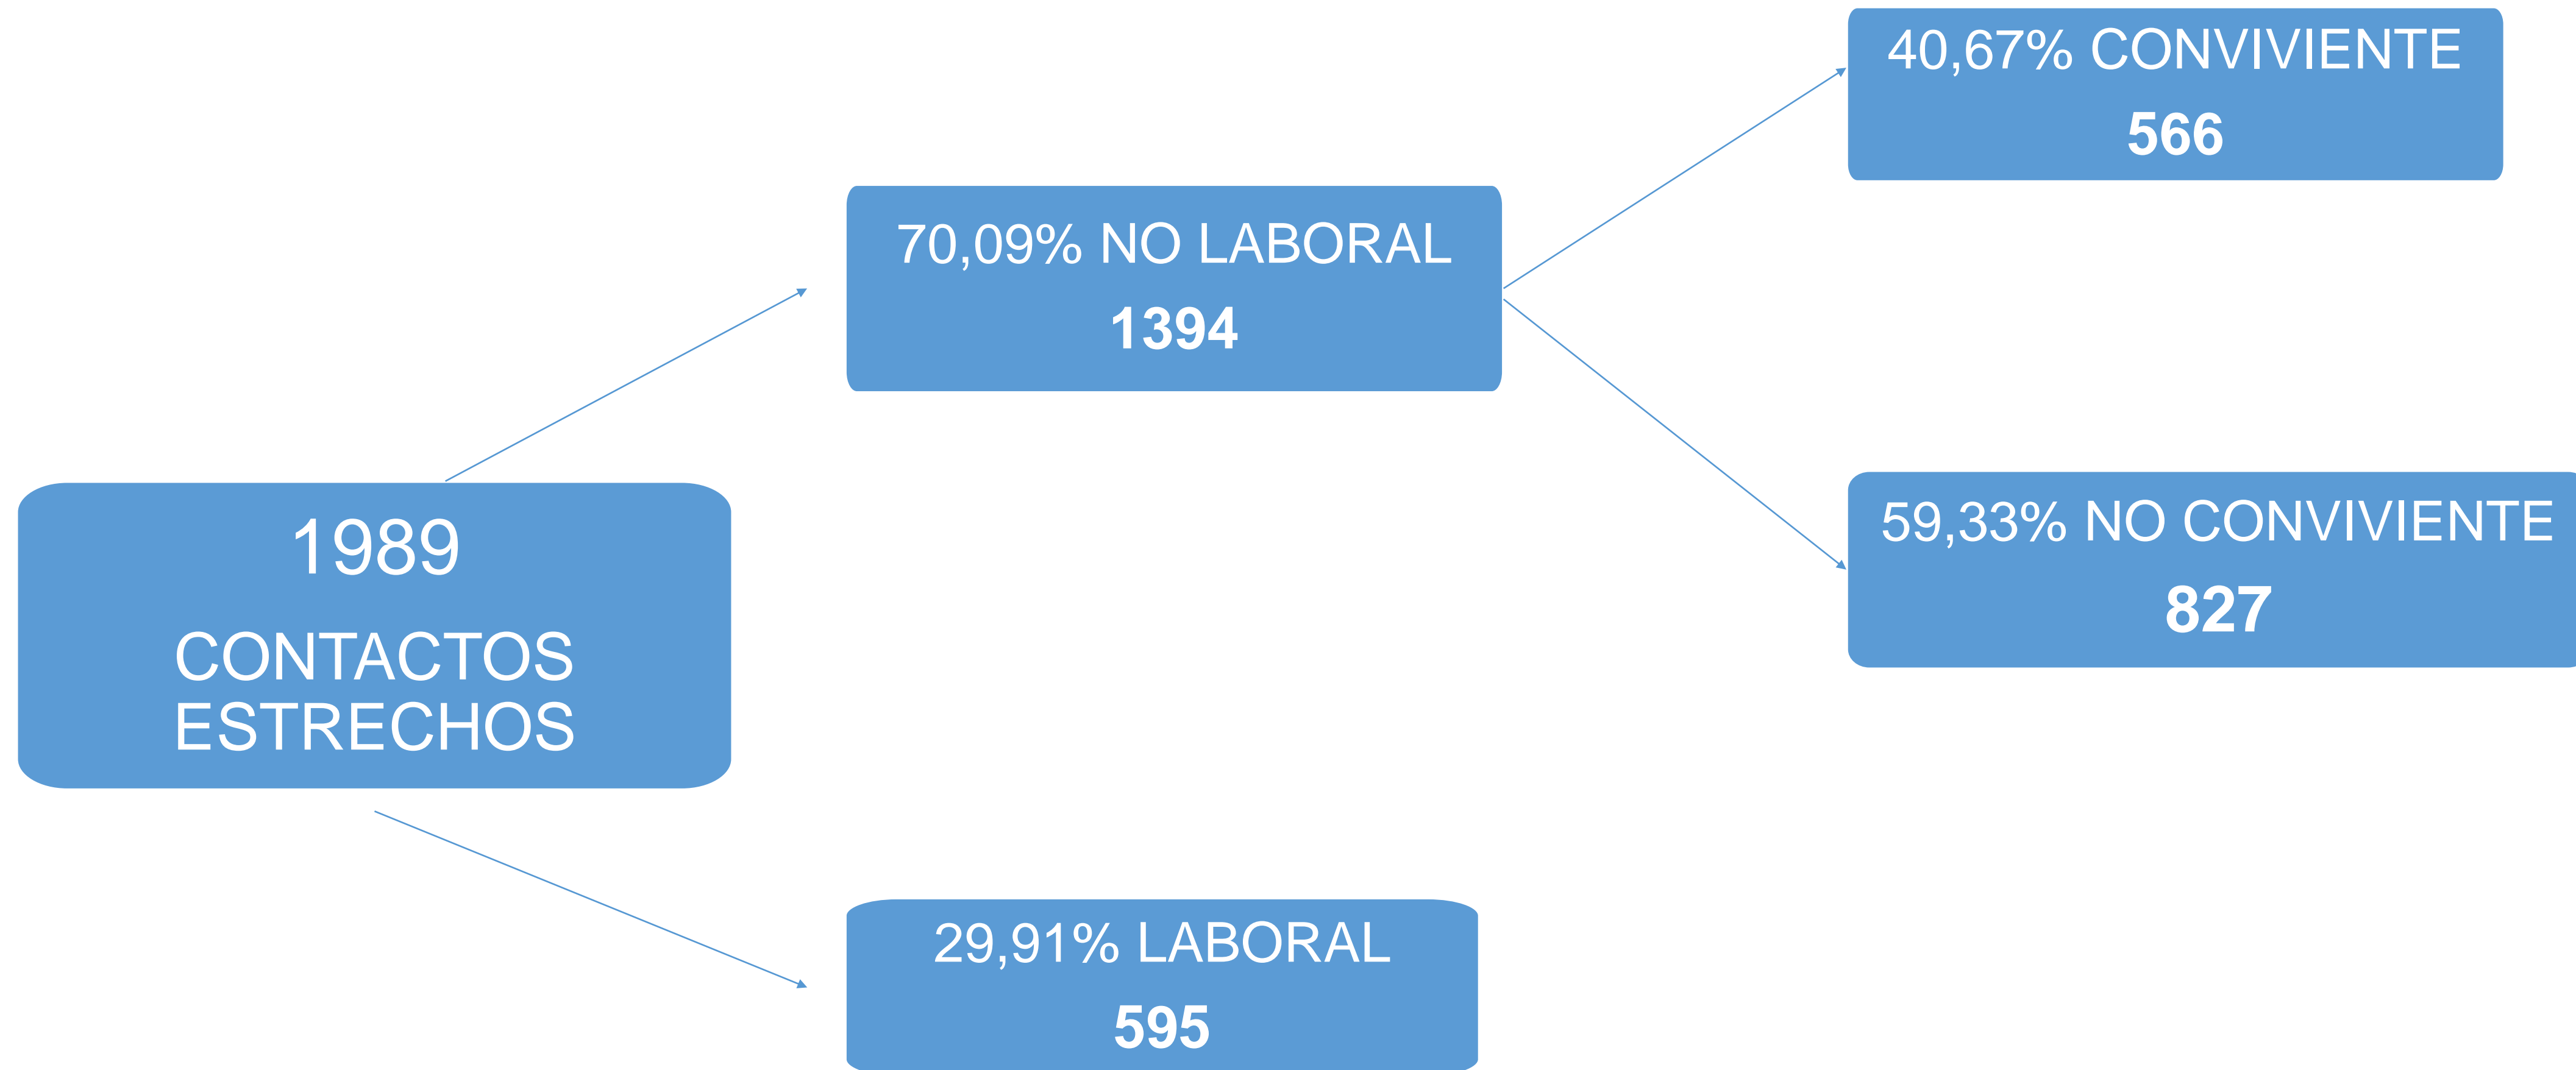 1989
CONTACTOS
ESTRECHOS
70,09% NO LABORAL
1394
29,91% LABORAL
595
40,67% CONVIVIENTE
566
59,33% NO CONVIVIENTE
827